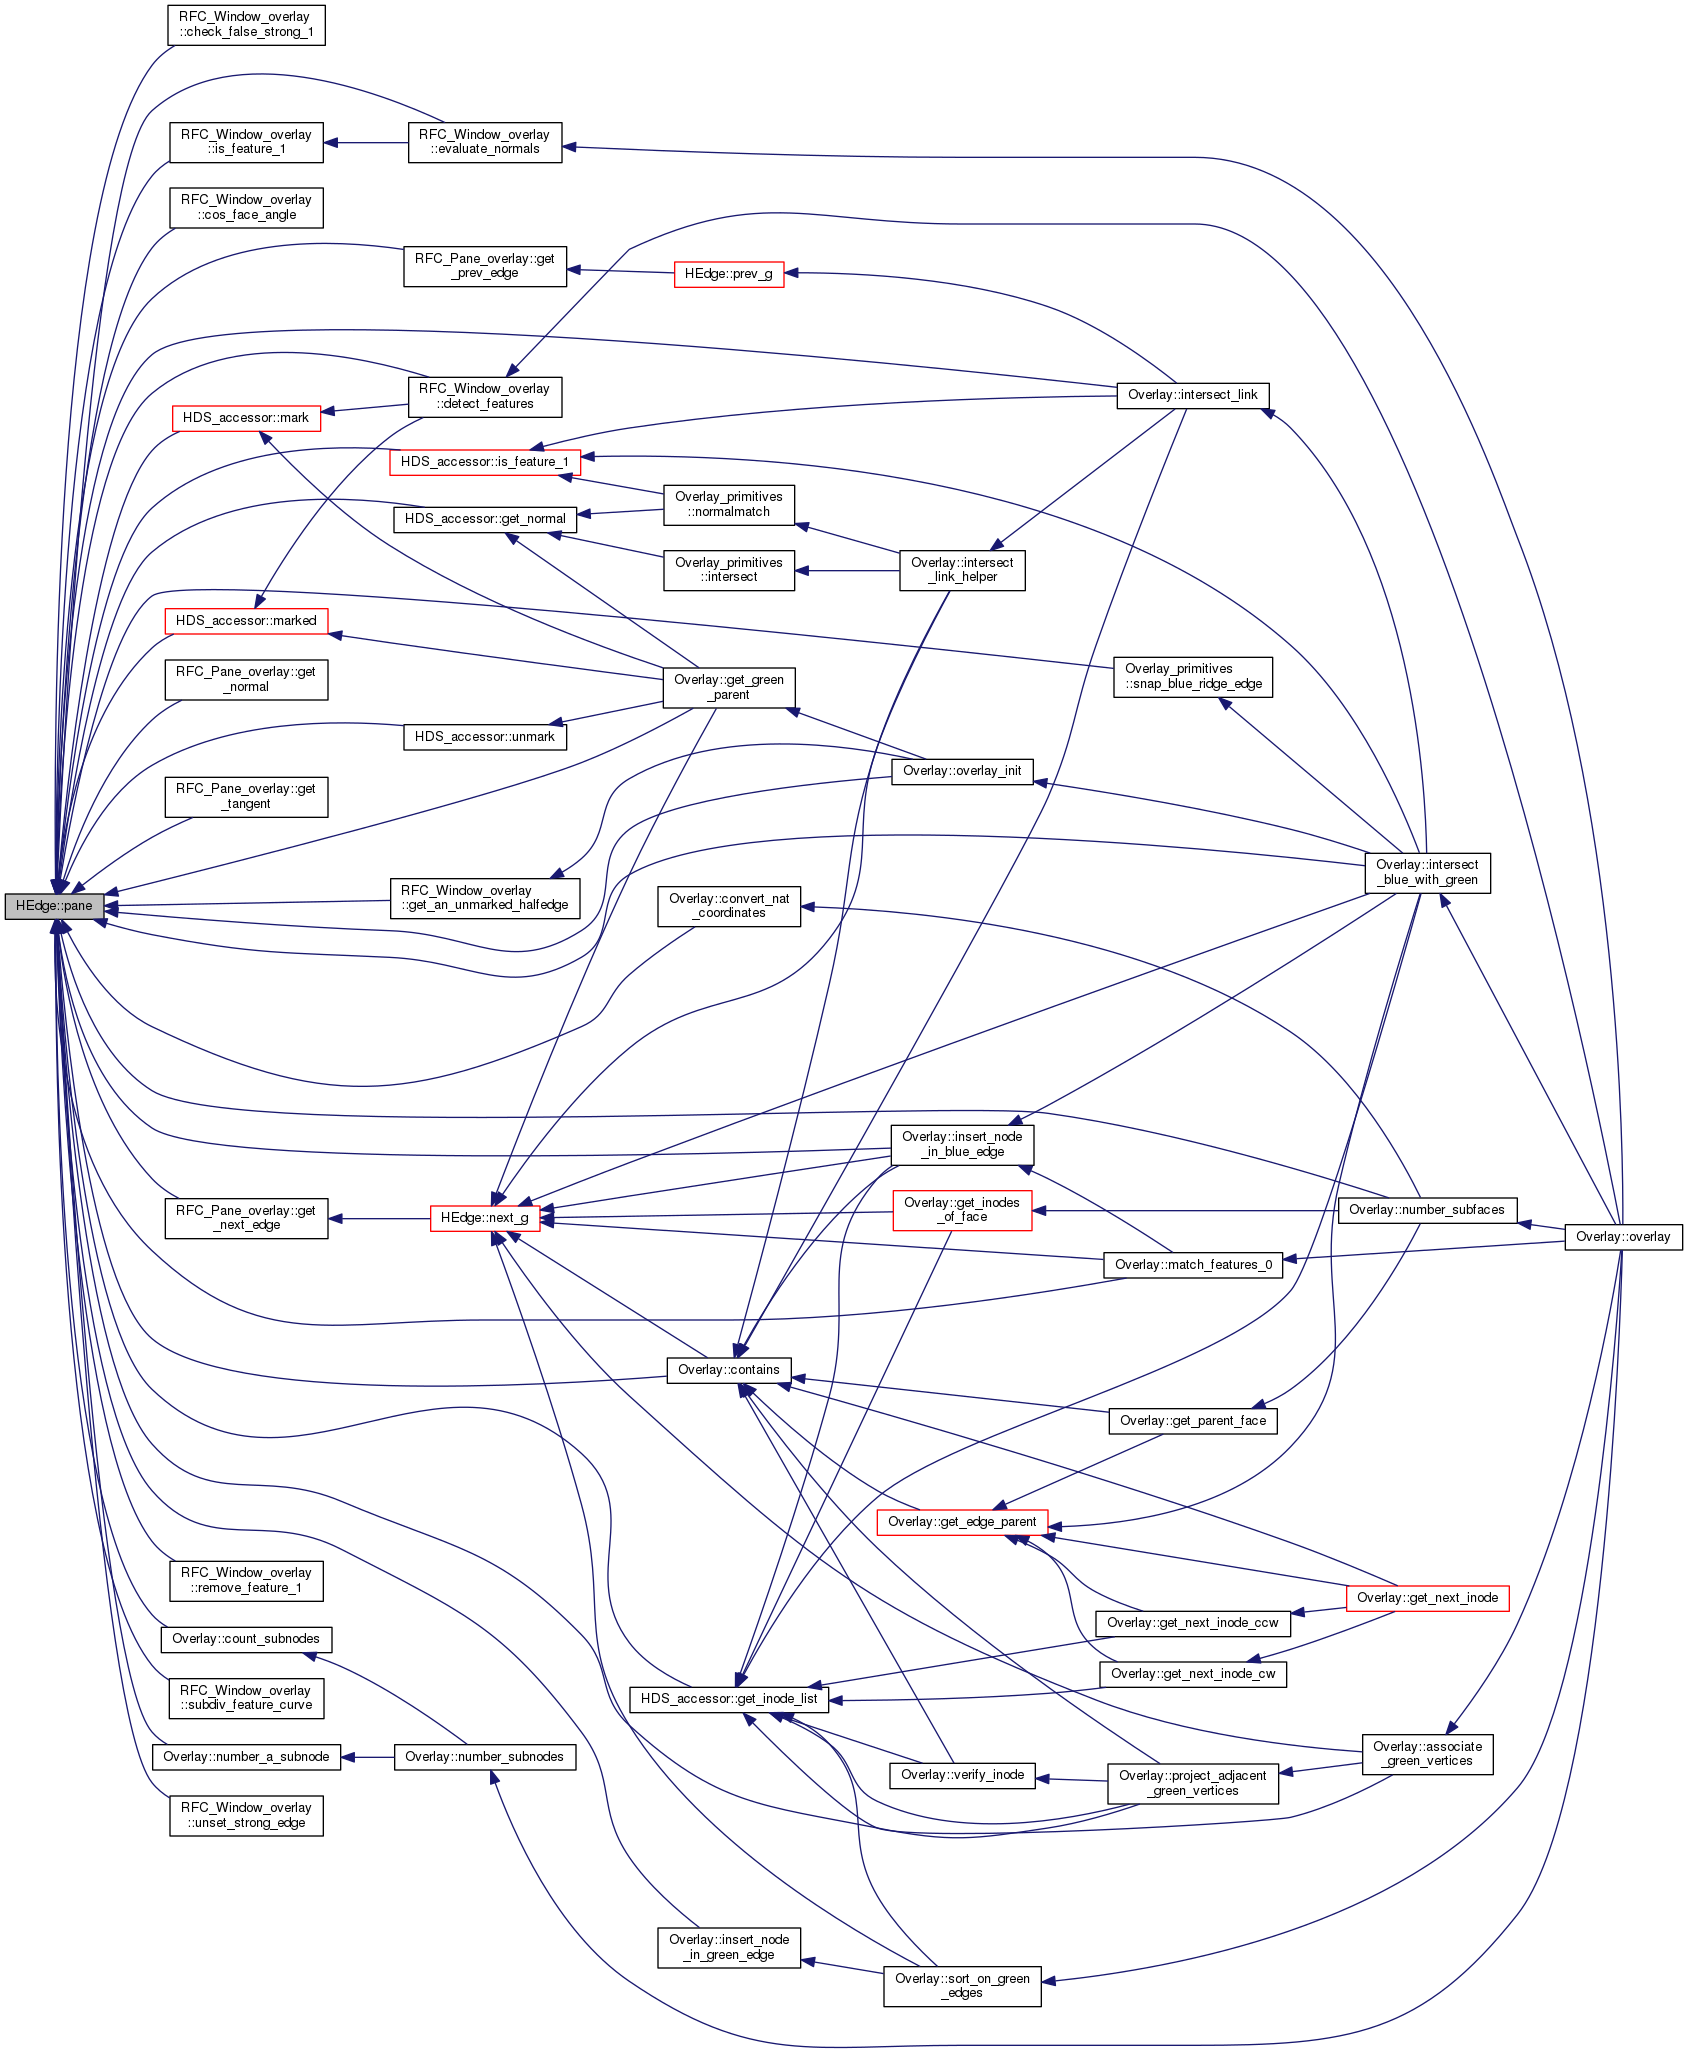 RFC_Window_overlay
::check_false_strong_1
RFC_Window_overlay
::is_feature_1
RFC_Window_overlay
::evaluate_normals
RFC_Window_overlay
::cos_face_angle
RFC_Pane_overlay::get
_prev_edge
HEdge::prev_g
RFC_Window_overlay
::detect_features
Overlay::intersect_link
HDS_accessor::mark
HDS_accessor::is_feature_1
Overlay_primitives
::normalmatch
HDS_accessor::get_normal
Overlay_primitives
::intersect
Overlay::intersect
_link_helper
HDS_accessor::marked
RFC_Pane_overlay::get
_normal
Overlay::get_green
_parent
Overlay_primitives
::snap_blue_ridge_edge
HDS_accessor::unmark
Overlay::overlay_init
RFC_Pane_overlay::get
_tangent
HEdge::pane
RFC_Window_overlay
::get_an_unmarked_halfedge
Overlay::convert_nat
_coordinates
Overlay::intersect
_blue_with_green
Overlay::insert_node
_in_blue_edge
RFC_Pane_overlay::get
_next_edge
HEdge::next_g
Overlay::get_inodes
_of_face
Overlay::number_subfaces
Overlay::overlay
Overlay::match_features_0
Overlay::contains
Overlay::get_parent_face
Overlay::get_edge_parent
RFC_Window_overlay
::remove_feature_1
Overlay::get_next_inode
Overlay::get_next_inode_ccw
Overlay::count_subnodes
Overlay::get_next_inode_cw
RFC_Window_overlay
::subdiv_feature_curve
HDS_accessor::get_inode_list
Overlay::number_a_subnode
Overlay::number_subnodes
Overlay::verify_inode
Overlay::project_adjacent
_green_vertices
Overlay::associate
_green_vertices
RFC_Window_overlay
::unset_strong_edge
Overlay::insert_node
_in_green_edge
Overlay::sort_on_green
_edges